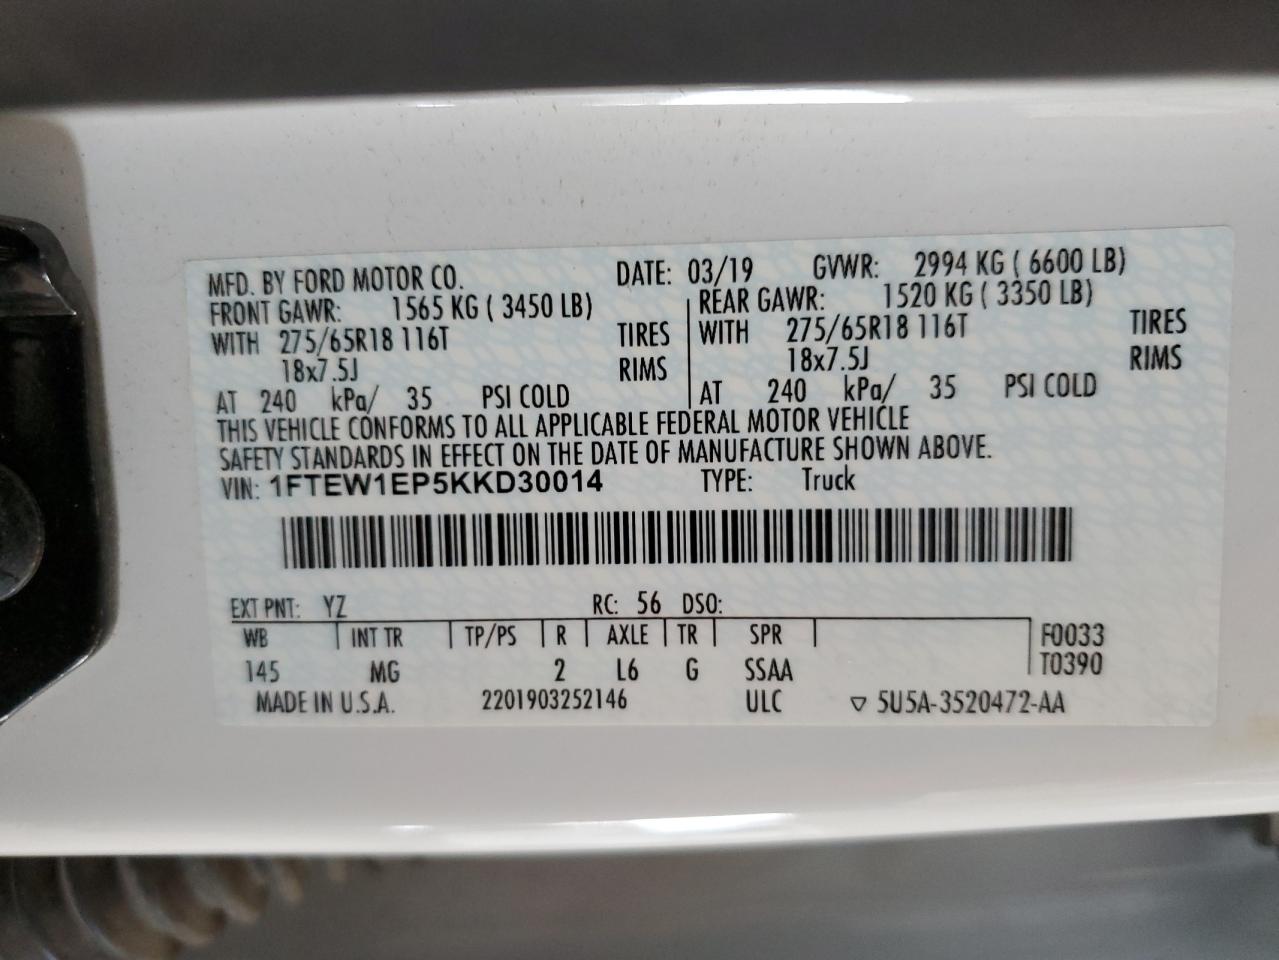 MFD. BY FORD MOTOR CO. DATE: 03/19 GVWR: 2994 KG ( 6600 LB)
FRONT GAWR: 1565 KG ( 3450 LB) REAR GAWR: 1520 KG ( 3350 LB)
WITH 275/65R18 116T TIRES WITH 275/65R18 116T TIRES
18x7.5J RIMS 18x7.5J RIMS
AT 240 kPa/ 35 PSI COLD AT 240 kPa/ 35 PSI COLD
THIS VEHICLE CONFORMS TO ALL APPLICABLE FEDERAL MOTOR VEHICLE
SAFETY STANDARDS IN EFFECT ON THE DATE OF MANUFACTURE SHOWN ABOVE.
VIN: 1FTEW1EP5KKD30014 TYPE: Truck
EXT PNT: YZ RC: 56 DSO:
WB INT TR TP/PS R AXLE TR SPR F0033
145 MG 2 L6 G SSAA T0390
MADE IN U.S.A. 2201903252146 ULC ▽ 5U5A-3520472-AA